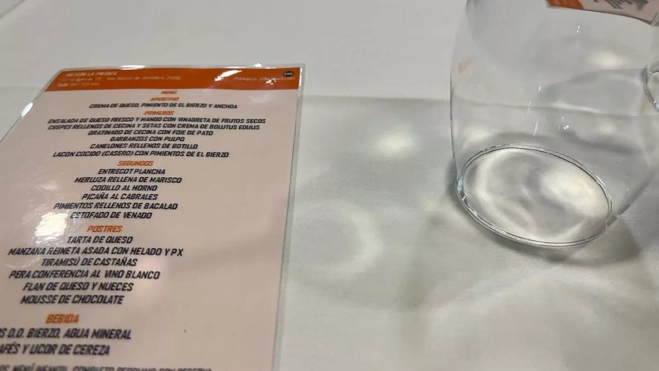 MENÚ
APERITIVO
CREMA DE QUESO, PIMIENTO DE EL BIERZO Y ANCHOA
PRIMEROS
ENSALADA DE QUESO FRESCO Y MANGO CON VINAGRETA DE FRUTOS SECOS
CREPES RELLENOS DE CECINA Y SETAS CON CREMA DE BOLUTUS EDULIS
GRATINADO DE CECINA CON FOIE DE PATO
GARBANZOS CON PULPO
CANELONES RELLENOS DE BOTILLO
LACON COCIDO (CASERO) CON PIMIENTOS DE EL BIERZO
SEGUNDOS
ENTRECOT PLANCHA
MERLUZA RELLENA DE MARISCO
CODILLO AL HORNO
PICAÑA AL CABRALES
PIMIENTOS RELLENOS DE BACALAO
ESTOFADO DE VENADO
POSTRES
TARTA DE QUESO
MANZANA REINETA ASADA CON HELADO Y PX
TIRAMISÚ DE CASTAÑAS
PERA CONFERENCIA AL VINO BLANCO
FLAN DE QUESO Y NUECES
MOUSSE DE CHOCOLATE
BEBIDA
D.O. BIERZO, AGUA MINERAL
Y LICOR DE CEREZA
MENÚ INFANTIL